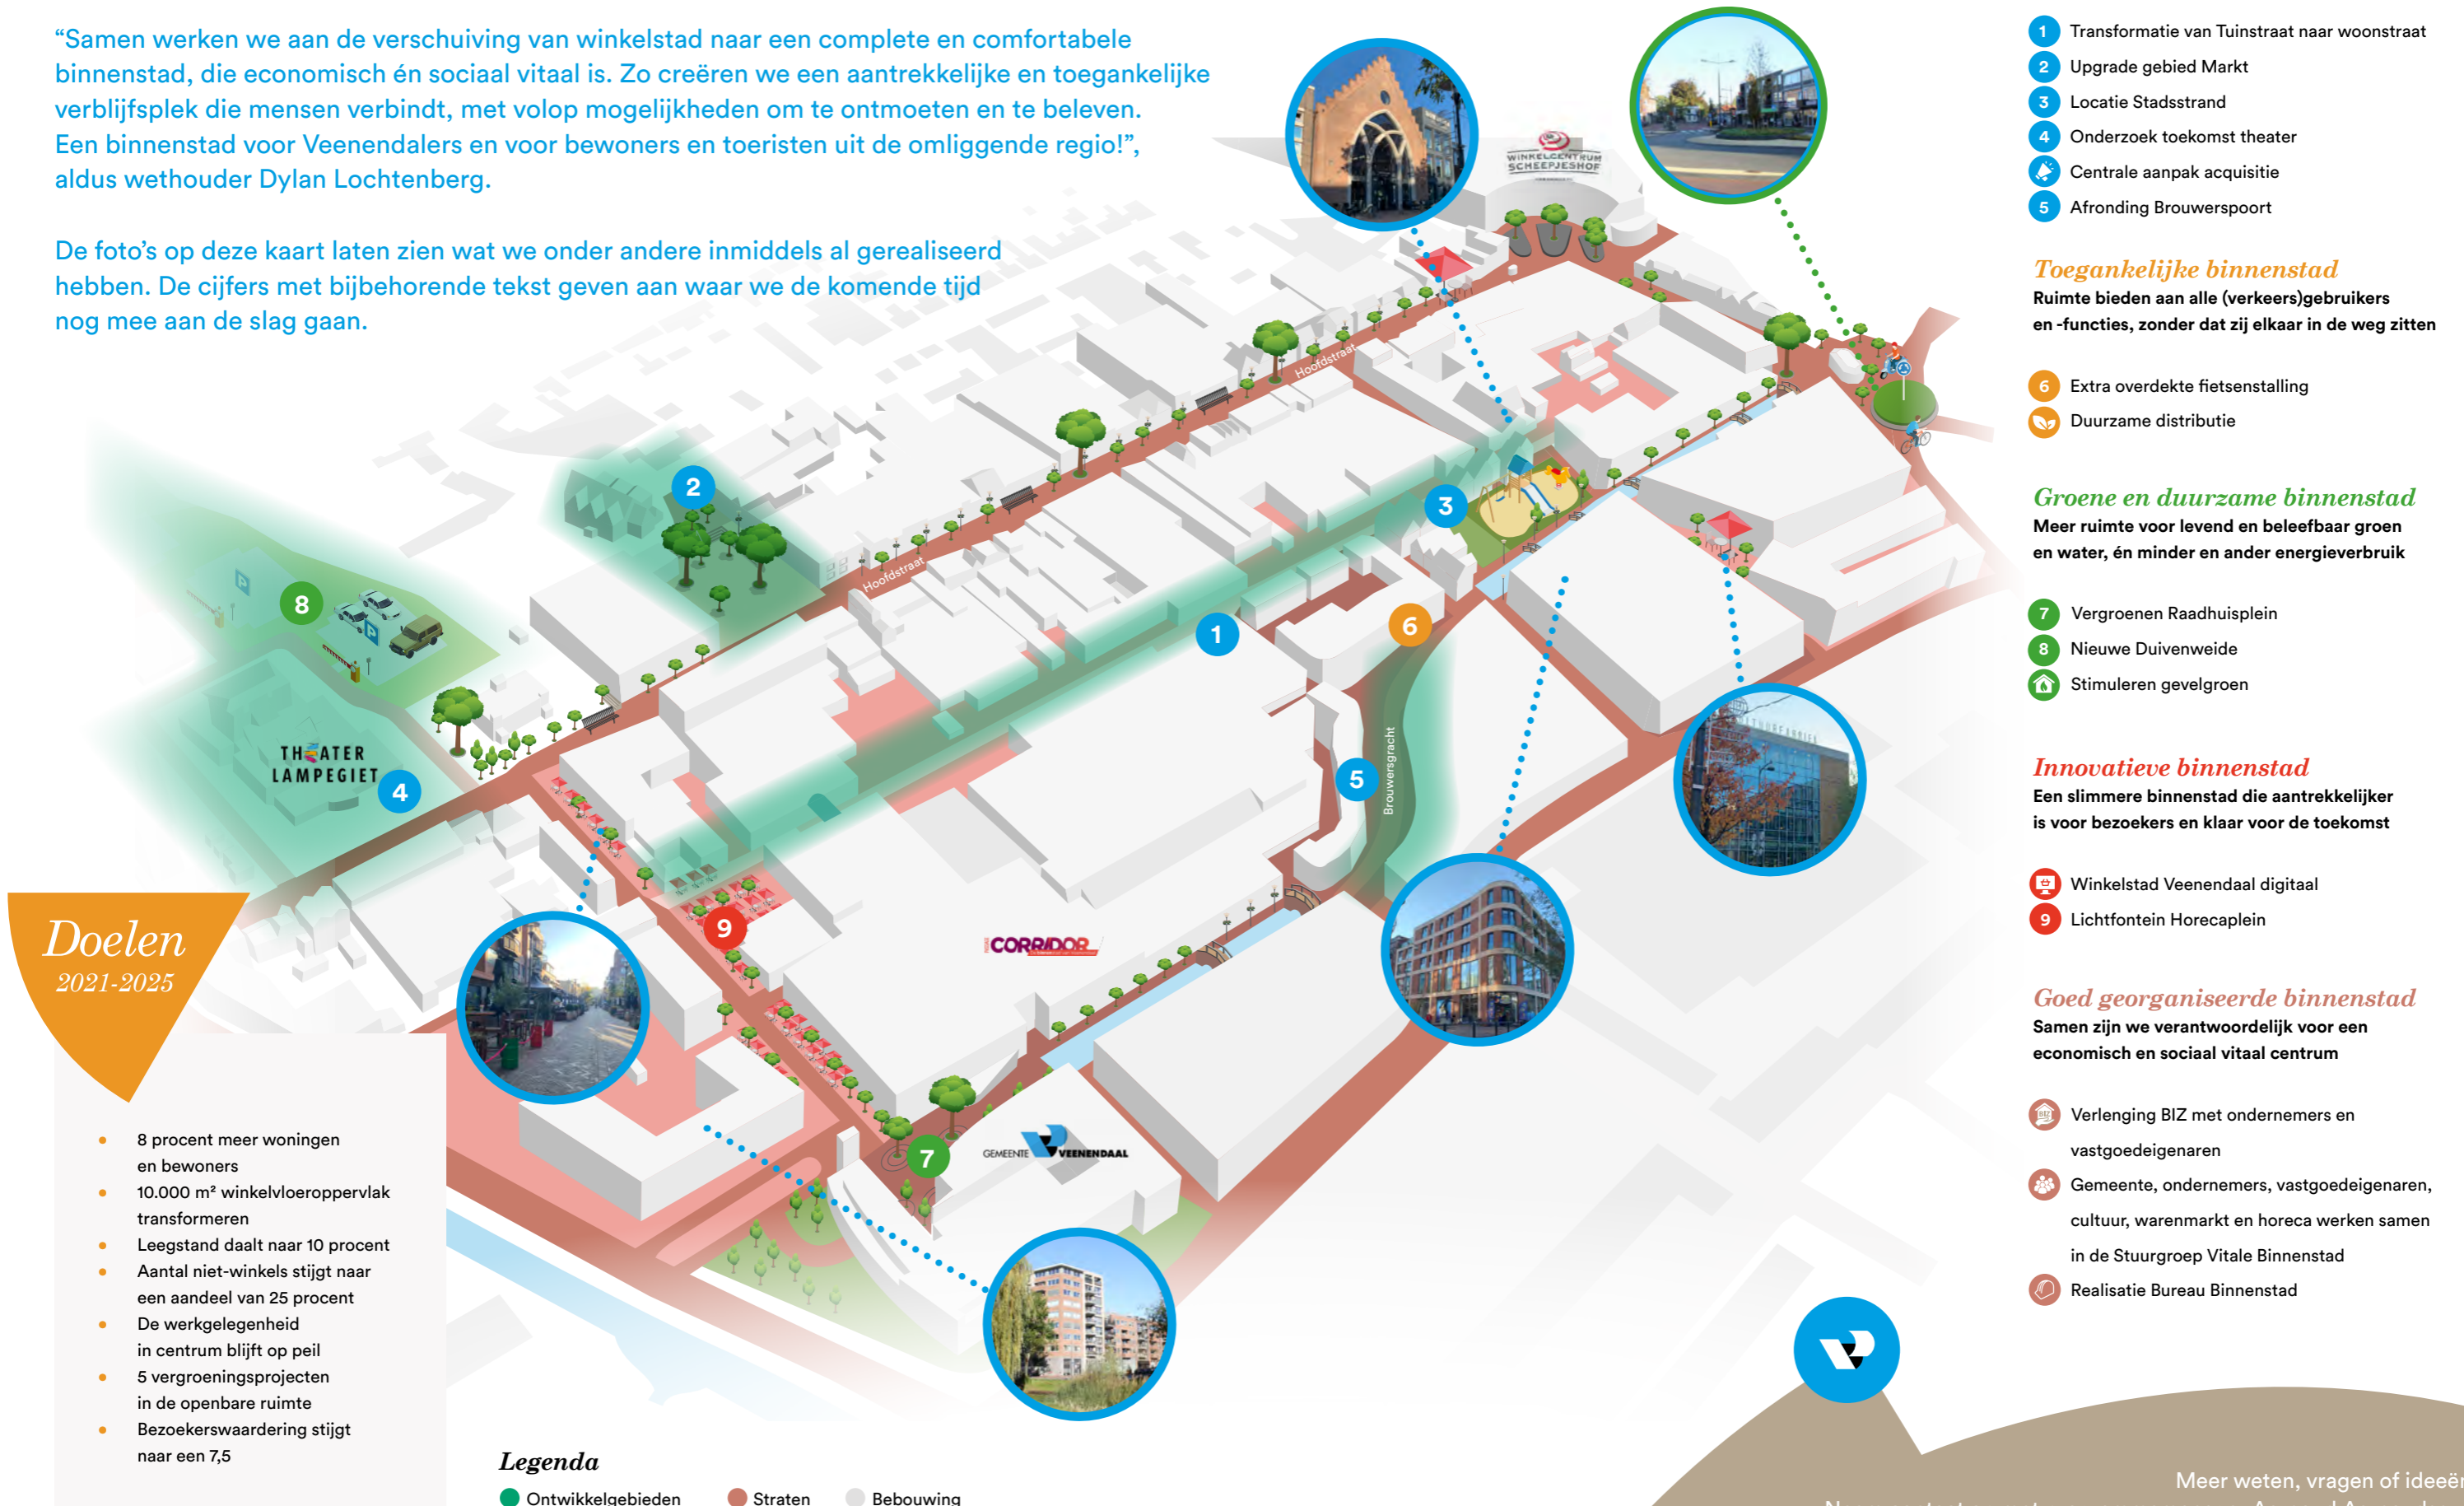 “Samen werken we aan de verschuiving van winkelstad naar een complete en comfortabele
binnenstad, die economisch én sociaal vitaal is. Zo creëren we een aantrekkelijke en toegankelijke
verblijfsplek die mensen verbindt, met volop mogelijkheden om te ontmoeten en te beleven.
Een binnenstad voor Veenendalers en voor bewoners en toeristen uit de omliggende regio!”,
aldus wethouder Dylan Lochtenberg.
De foto’s op deze kaart laten zien wat we onder andere inmiddels al gerealiseerd
hebben. De cijfers met bijbehorende tekst geven aan waar we de komende tijd
nog mee aan de slag gaan.
WINKELCENTRUM
SCHEEPJESHOF
Hoofdstraat
Hoofdstraat
2
3
P
8
P
1
6
THEATER
LAMPEGIET
4
5
Brouwersgracht
9
CORRIDOR
7
GEMEENTE VEENENDAAL
1 Transformatie van Tuinstraat naar woonstraat
2 Upgrade gebied Markt
3 Locatie Stadsstrand
4 Onderzoek toekomst theater
Centrale aanpak acquisitie
5 Afronding Brouwerspoort
Toegankelijke binnenstad
Ruimte bieden aan alle (verkeers)gebruikers
en -functies, zonder dat zij elkaar in de weg zitten
6 Extra overdekte fietsenstalling
Duurzame distributie
Groene en duurzame binnenstad
Meer ruimte voor levend en beleefbaar groen
en water, én minder en ander energieverbruik
7 Vergroenen Raadhuisplein
8 Nieuwe Duivenweide
Stimuleren gevelgroen
Innovatieve binnenstad
Een slimmere binnenstad die aantrekkelijker
is voor bezoekers en klaar voor de toekomst
Winkelstad Veenendaal digitaal
9 Lichtfontein Horecaplein
Goed georganiseerde binnenstad
Samen zijn we verantwoordelijk voor een
economisch en sociaal vitaal centrum
BIZ Verlenging BIZ met ondernemers en
vastgoedeigenaren
Gemeente, ondernemers, vastgoedeigenaren,
cultuur, warenmarkt en horeca werken samen
in de Stuurgroep Vitale Binnenstad
Realisatie Bureau Binnenstad
Doelen
2021-2025
• 8 procent meer woningen
en bewoners
• 10.000 m² winkelvloeroppervlak
transformeren
• Leegstand daalt naar 10 procent
• Aantal niet-winkels stijgt naar
een aandeel van 25 procent
• De werkgelegenheid
in centrum blijft op peil
• 5 vergroeningsprojecten
in de openbare ruimte
• Bezoekerswaardering stijgt
naar een 7,5
Legenda
Ontwikkelgebieden Straten Bebouwing
Meer weten, vragen of ideeën